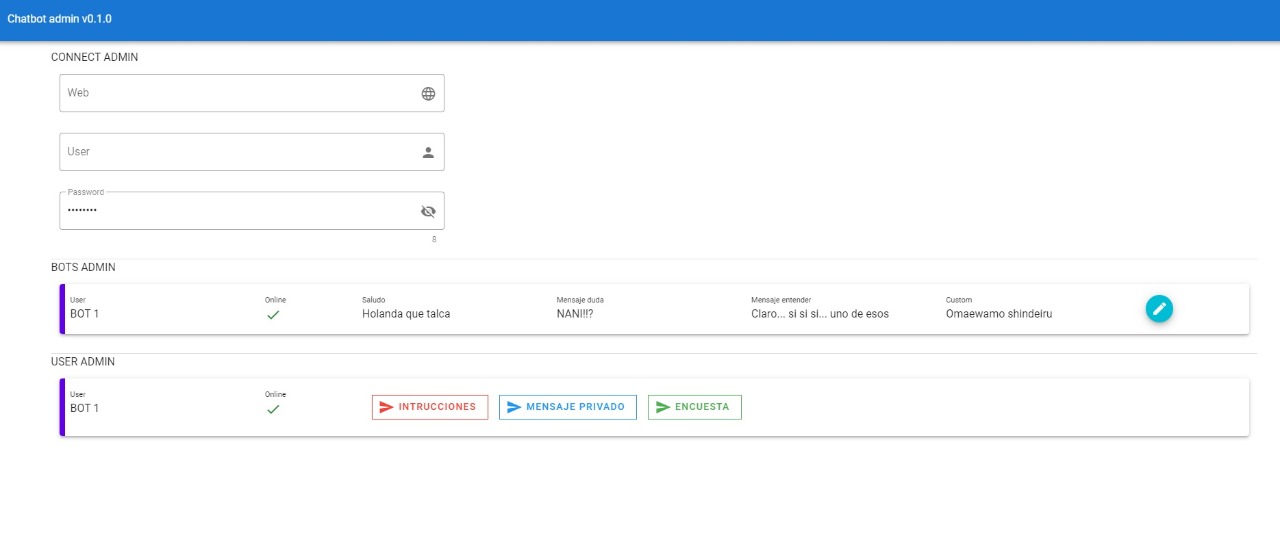 Chatbot admin v0.1.0
CONNECT ADMIN
Web
User
Password
••••••••
8
BOTS ADMIN
User Online Saludo Mensaje duda Mensaje entender Custom
BOT 1 Holanda que talca NANI!!? Claro... si si si... uno de esos Omaewamo shindeiru
USER ADMIN
User Online
BOT 1 INTRUCCIONES MENSAJE PRIVADO ENCUESTA